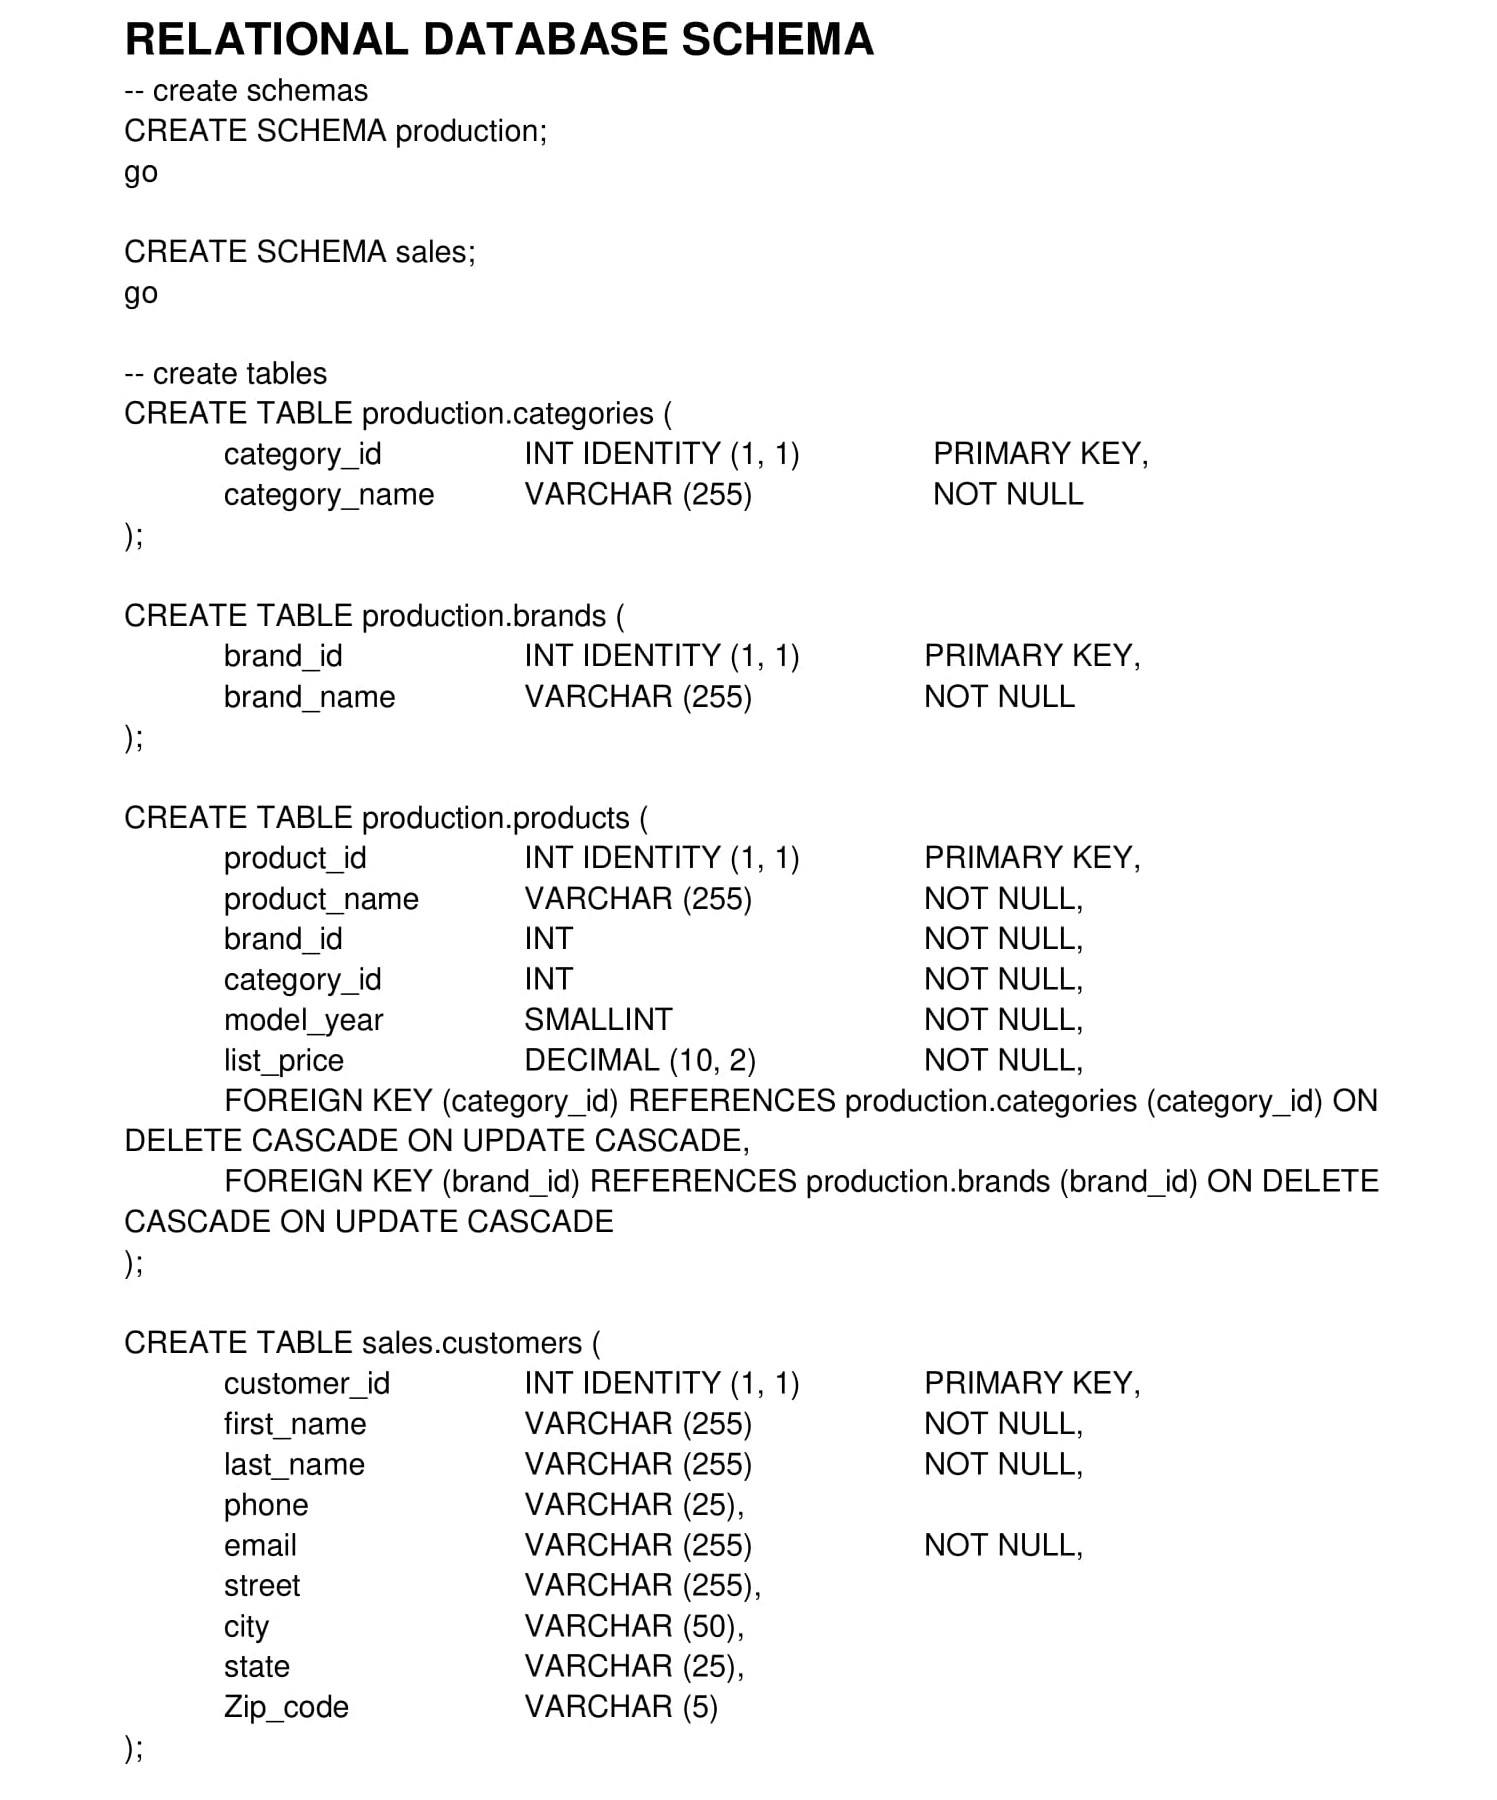 RELATIONAL DATABASE SCHEMA
-- create schemas
CREATE SCHEMA production;
go
CREATE SCHEMA sales;
go
-- create tables
CREATE TABLE production.categories (
category_id INT IDENTITY (1, 1) PRIMARY KEY,
category_name VARCHAR (255) NOT NULL
);
CREATE TABLE production.brands (
brand_id INT IDENTITY (1, 1) PRIMARY KEY,
brand_name VARCHAR (255) NOT NULL
);
CREATE TABLE production.products (
product_id INT IDENTITY (1, 1) PRIMARY KEY,
product_name VARCHAR (255) NOT NULL,
brand_id INT NOT NULL,
category_id INT NOT NULL,
model_year SMALLINT NOT NULL,
list_price DECIMAL (10, 2) NOT NULL,
FOREIGN KEY (category_id) REFERENCES production.categories (category_id) ON
DELETE CASCADE ON UPDATE CASCADE,
FOREIGN KEY (brand_id) REFERENCES production.brands (brand_id) ON DELETE
CASCADE ON UPDATE CASCADE
);
CREATE TABLE sales.customers (
customer_id INT IDENTITY (1, 1) PRIMARY KEY,
first_name VARCHAR (255) NOT NULL,
last_name VARCHAR (255) NOT NULL,
phone VARCHAR (25),
email VARCHAR (255) NOT NULL,
street VARCHAR (255),
city VARCHAR (50),
state VARCHAR (25),
Zip_code VARCHAR (5)
);